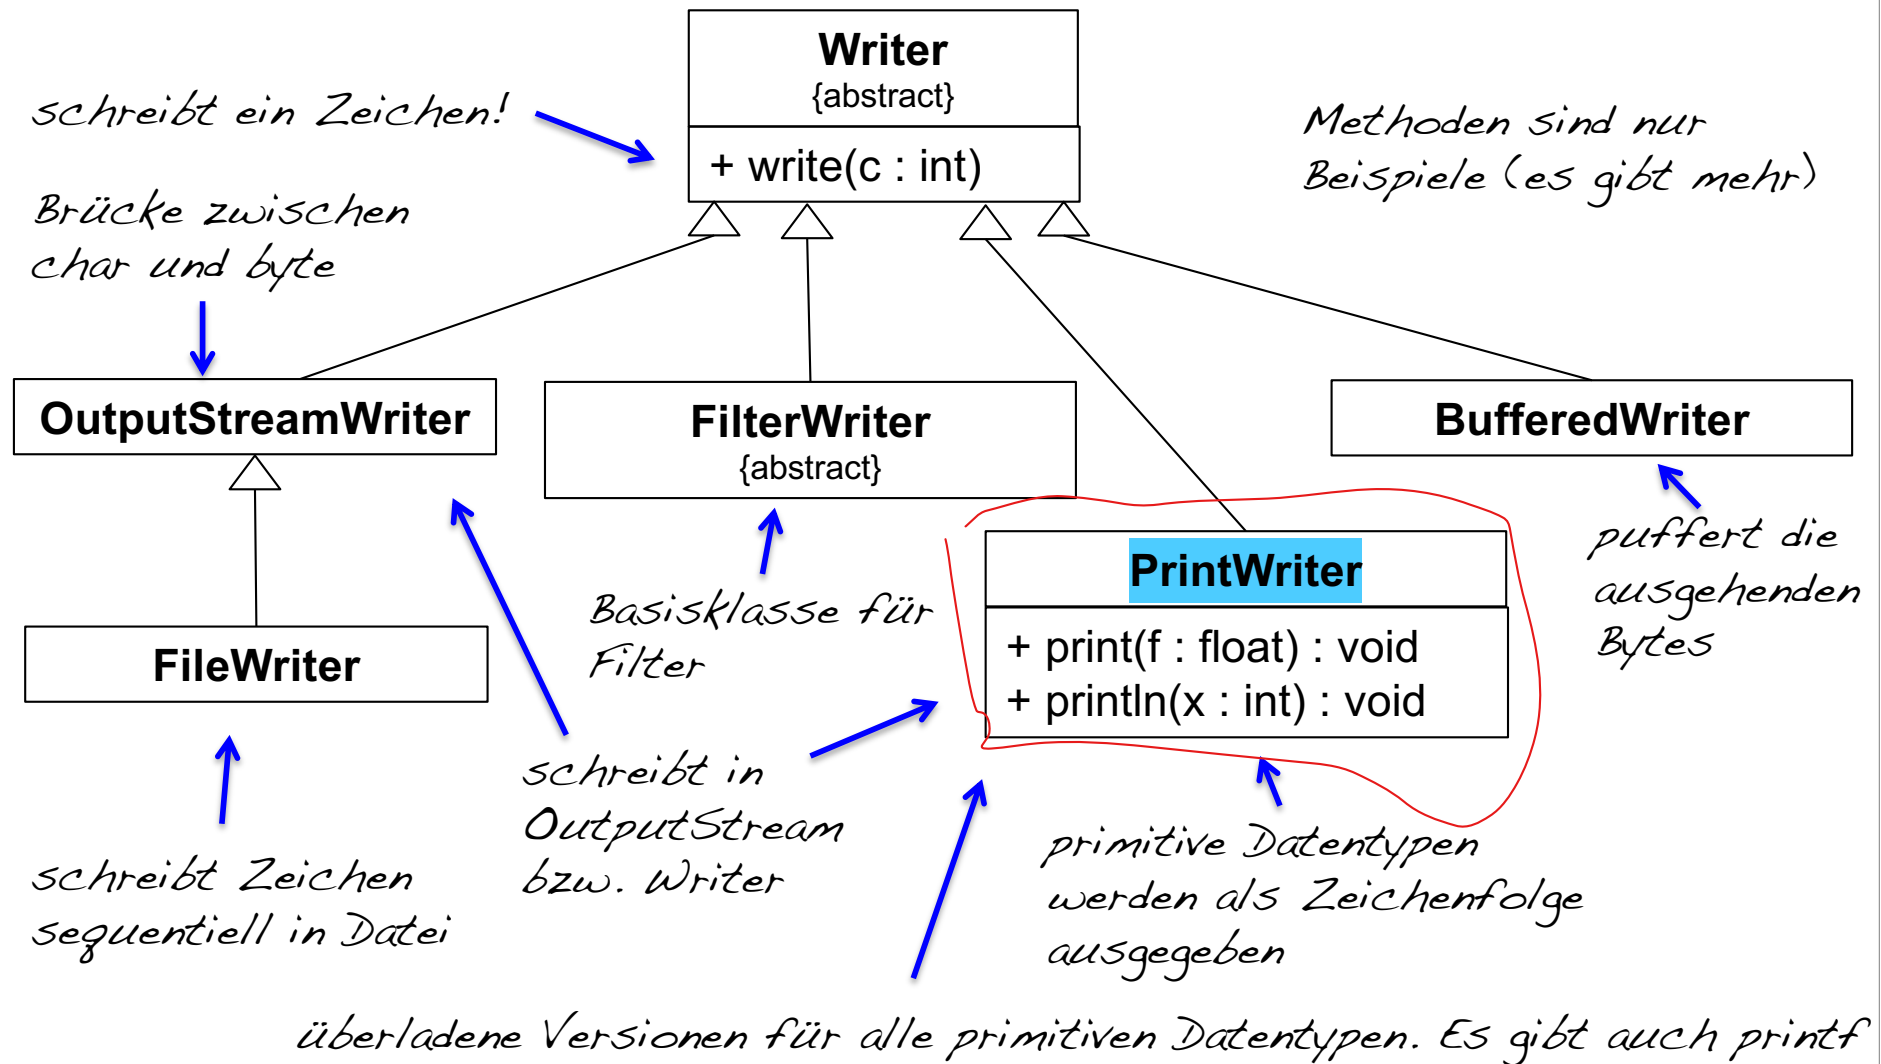 Writer
{abstract}
+ write(c : int)
schreibt ein Zeichen!
Methoden sind nur
Beispiele (es gibt mehr)
Brücke zwischen
char und byte
OutputStreamWriter
FilterWriter
{abstract}
BufferedWriter
PrintWriter
+ print(f : float) : void
+ println(x : int) : void
puffert die
ausgehenden
Bytes
Basisklasse für
Filter
FileWriter
schreibt in
OutputStream
bzw. Writer
schreibt Zeichen
sequentiell in Datei
primitive Datentypen
werden als Zeichenfolge
ausgegeben
überladene Versionen für alle primitiven Datentypen. Es gibt auch printf